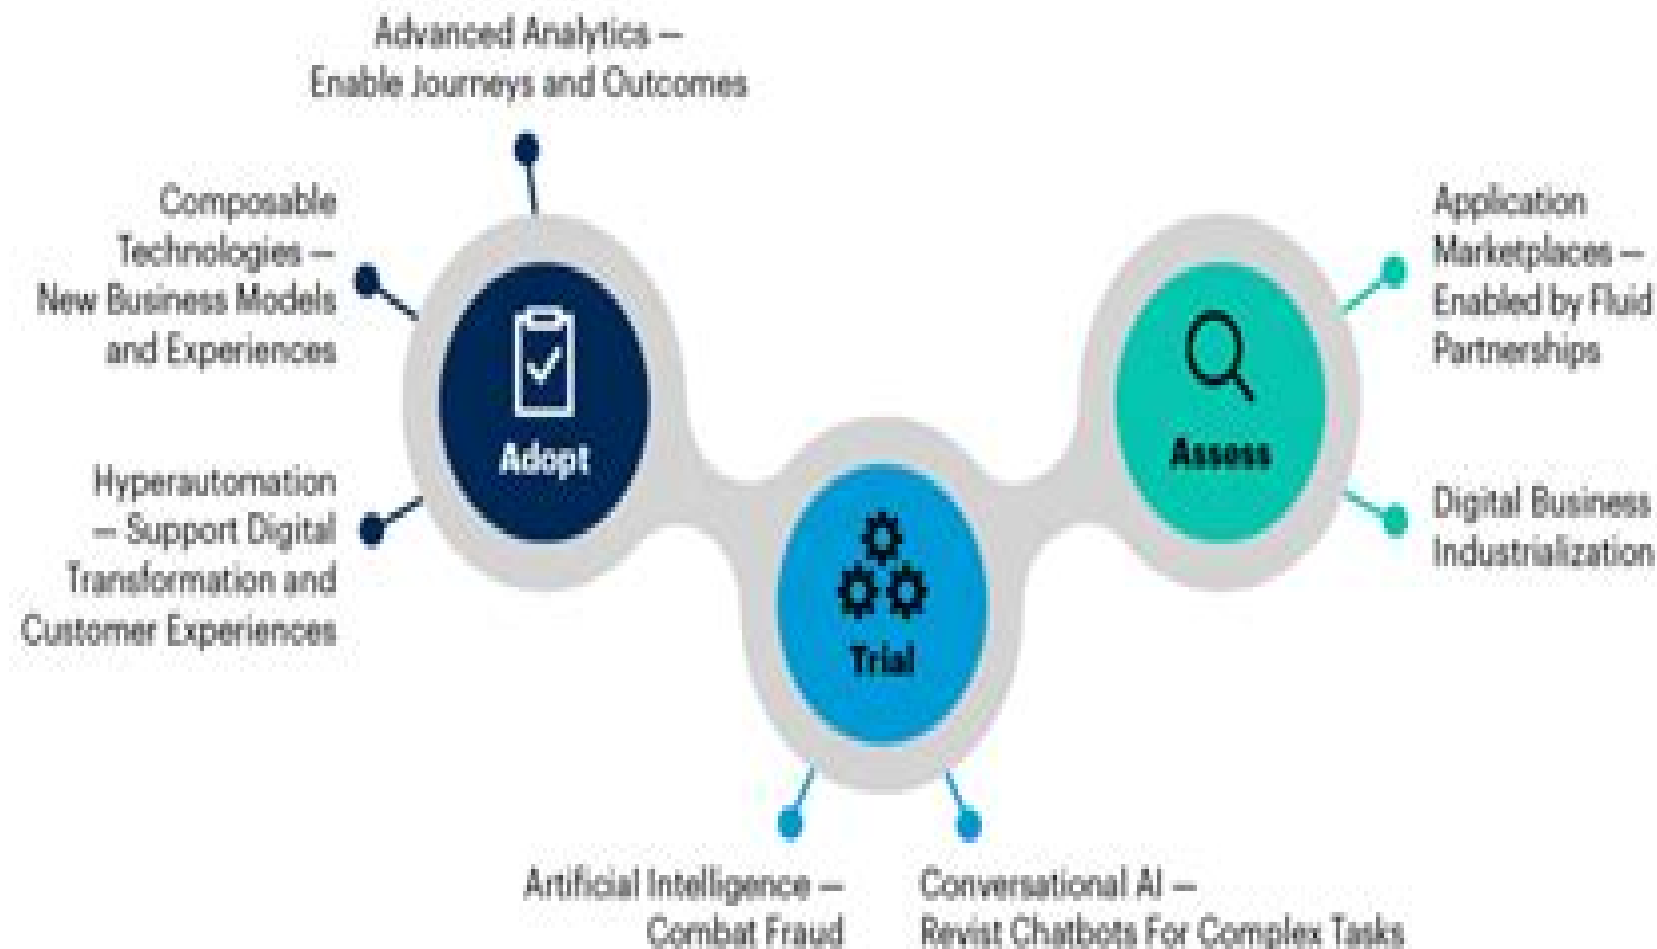 Advanced Analytics —
Enable Journeys and Outcomes
Composable
Technologies —
New Business Models
and Experiences
Hyperautomation
— Support Digital
Transformation and
Customer Experiences
Adopt
Trial
Artificial Intelligence —
Combat Fraud
Conversational AI —
Revist Chatbots For Complex Tasks
Assess
Application
Marketplaces —
Enabled by Fluid
Partnerships
Digital Business
Industrialization